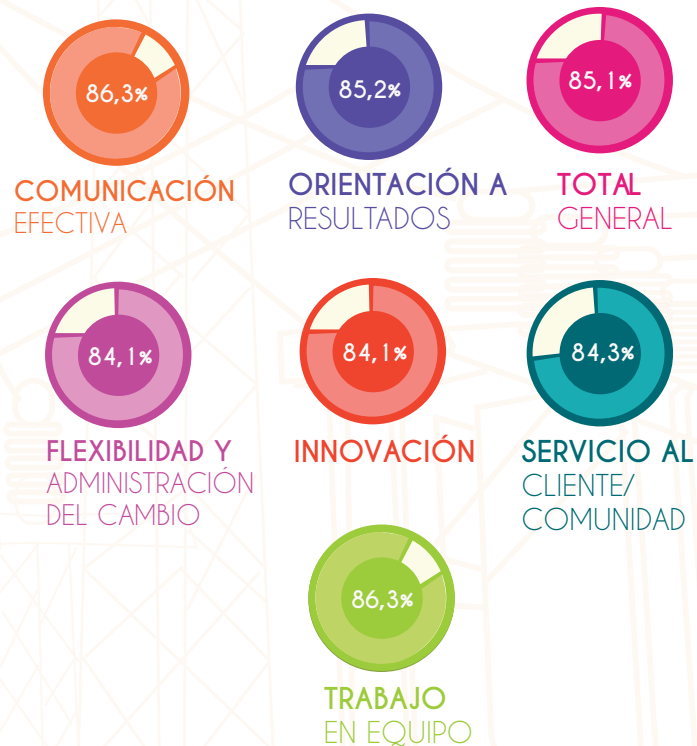 86,3%
COMUNICACIÓN
EFECTIVA
85,2%
ORIENTACIÓN A
RESULTADOS
85,1%
TOTAL
GENERAL
84,1%
FLEXIBILIDAD Y
ADMINISTRACIÓN
DEL CAMBIO
84,1%
INNOVACIÓN
84,3%
SERVICIO AL
CLIENTE/
COMUNIDAD
86,3%
TRABAJO
EN EQUIPO